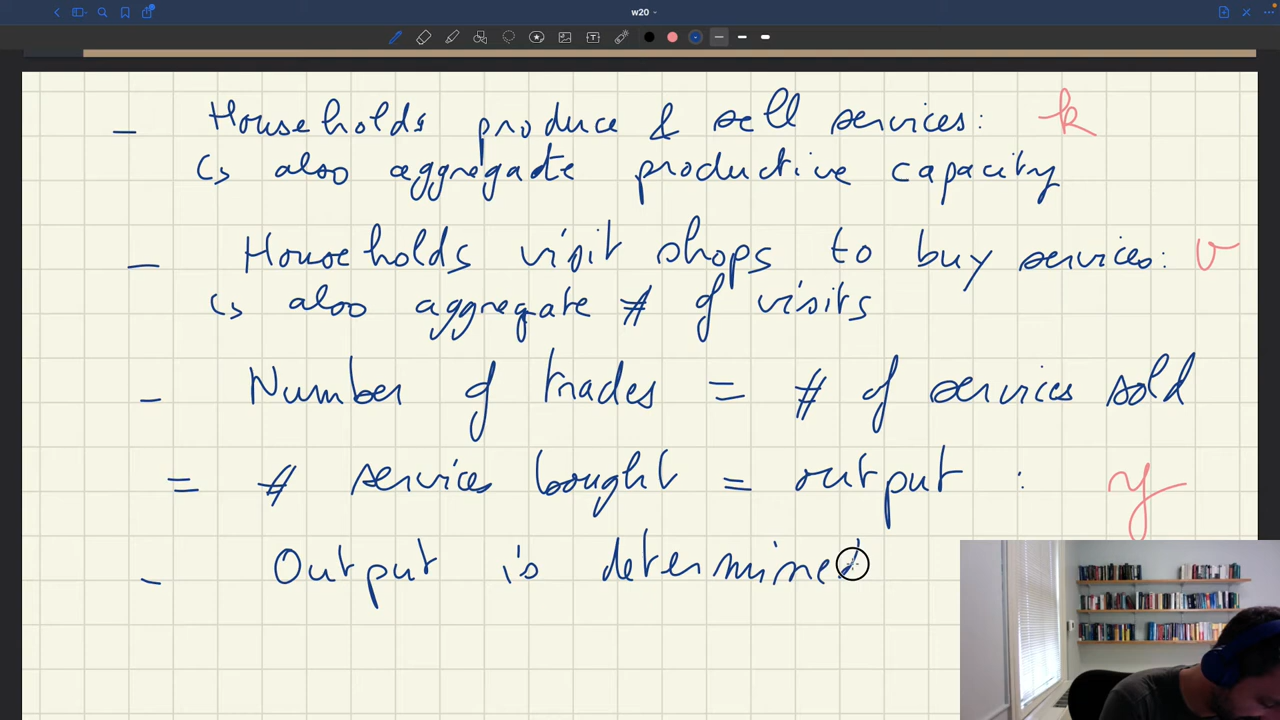 w20
- Households produce & sell services: k
↳ also aggregate productive capacity
- Households visit shops to buy services: v
↳ also aggregate # of visits
- Number of trades = # of services sold
= # services bought = output : y
- Output is determined